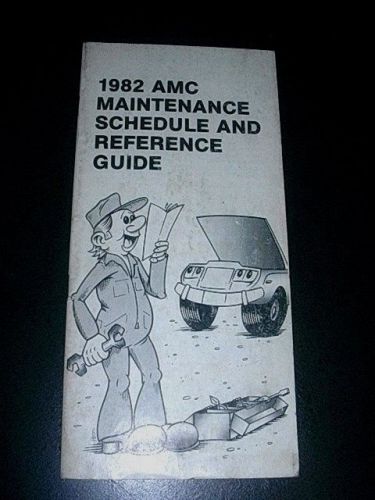 1982 AMC
MAINTENANCE
SCHEDULE AND
REFERENCE
GUIDE